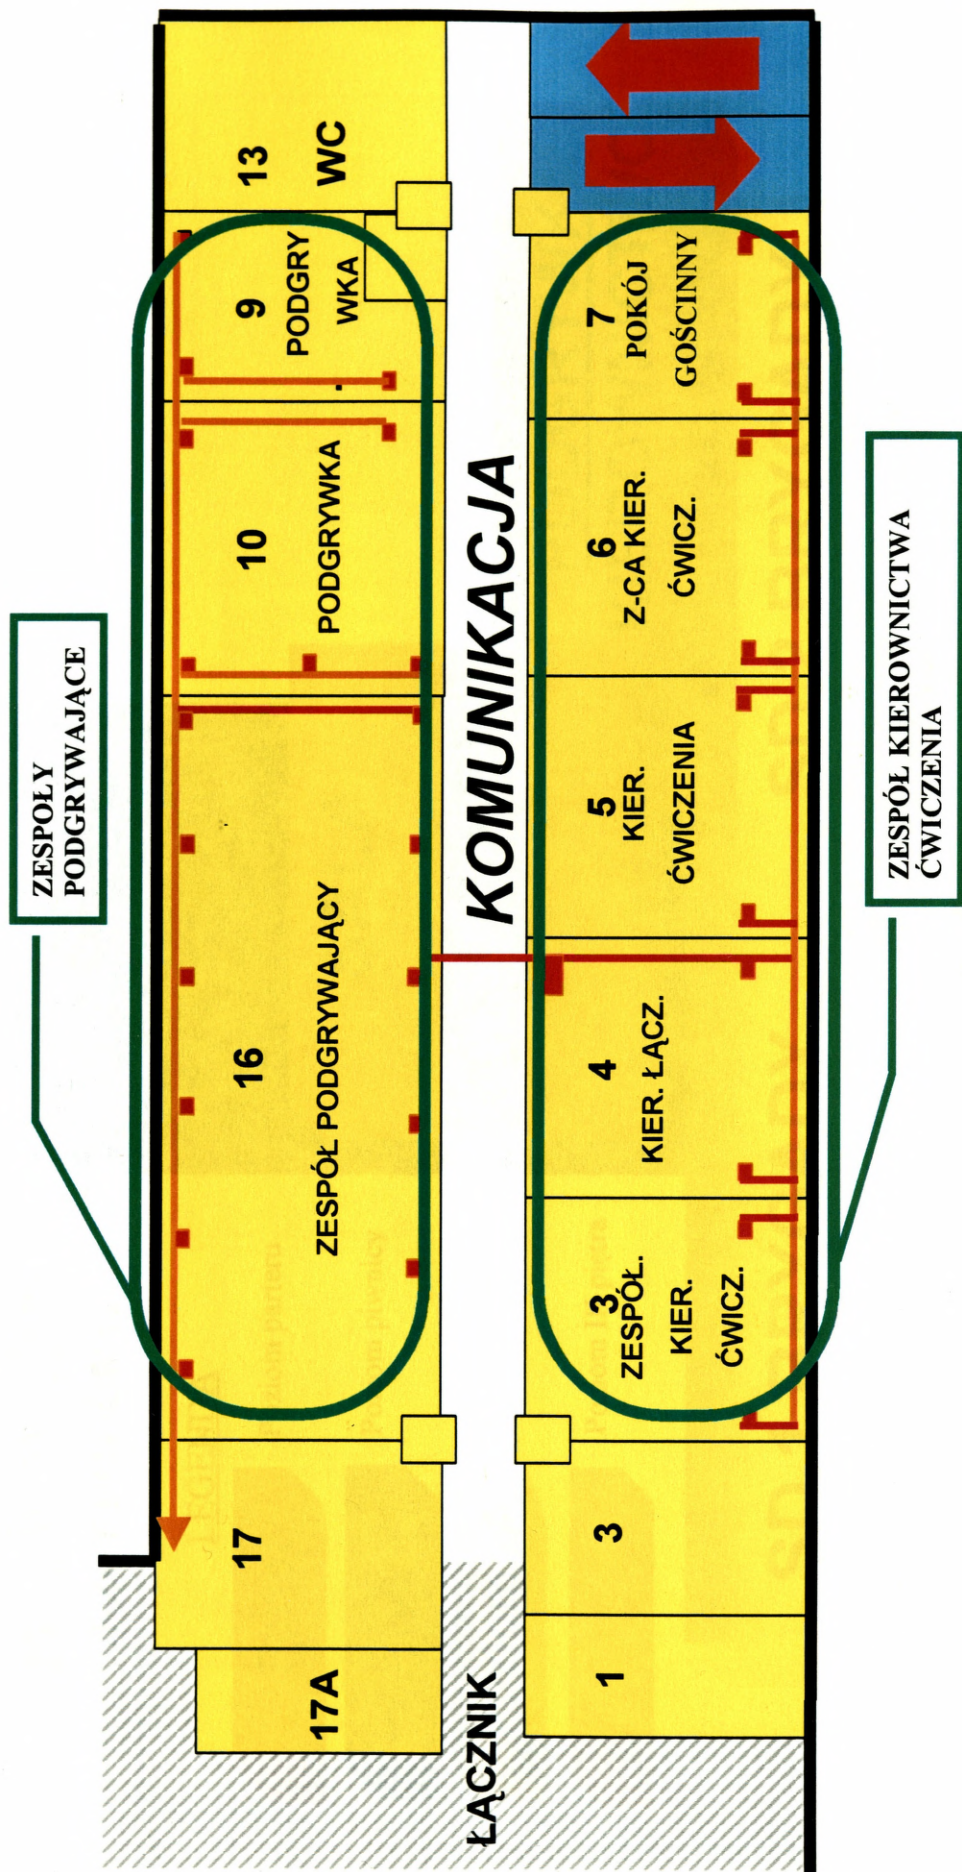 ZESPOŁY
PODGRYWAJĄCE
17A
17
16
ZESPÓŁ PODGRYWAJĄCY
10
PODGRYWKA
9
PODGRY
WKA
13
WC
ŁĄCZNIK
KOMUNIKACJA
1
3
3
ZESPÓŁ.
KIER.
ĆWICZ.
4
KIER. ŁĄCZ.
5
KIER.
ĆWICZENIA
6
Z-CA KIER.
ĆWICZ.
7
POKÓJ
GOŚCINNY
ZESPÓŁ KIEROWNICTWA
ĆWICZENIA